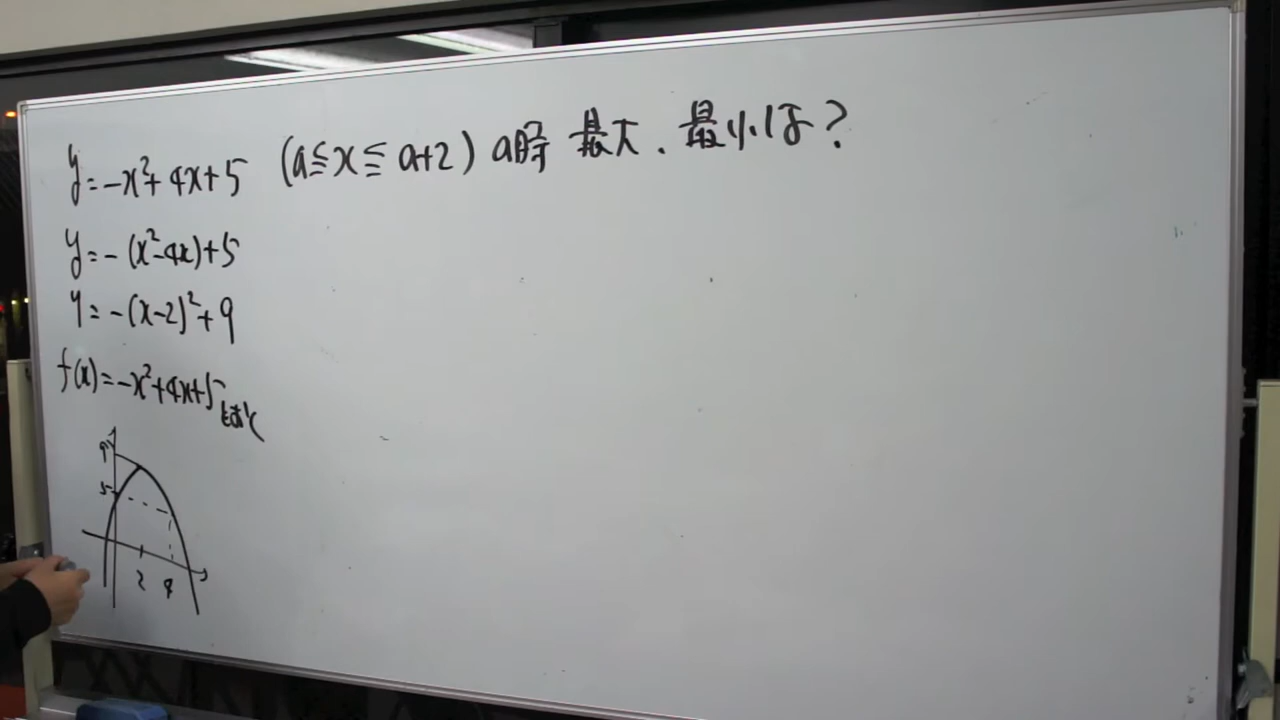 y=-x²+4x+5 (a≦x≦a+2) a時 最大、最小は?
y=-(x²-4x)+5
y=-(x-2)²+9
f(x)=-x²+4x+5とおく
9
5
2 4